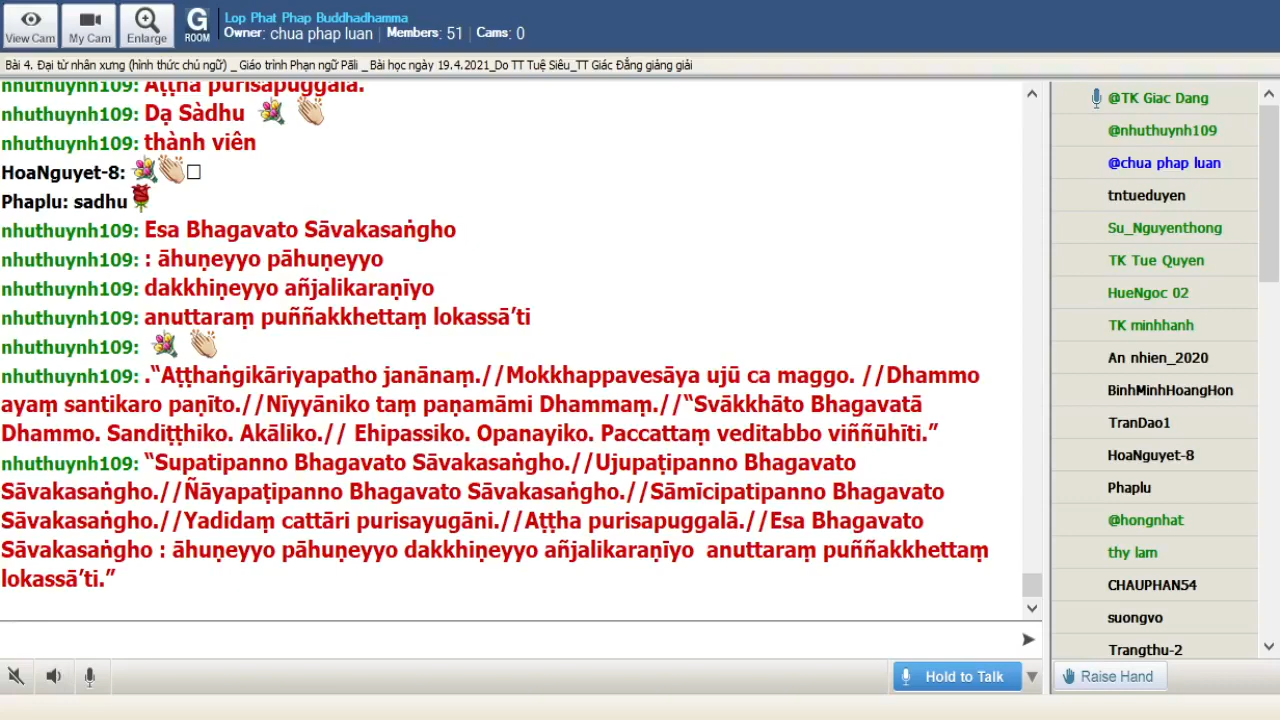 View Cam
My Cam
Enlarge
G
ROOM
Lop Phat Phap Buddhadhamma
Owner: chua phap luan | Members: 51 | Cams: 0
Bài 4. Đại từ nhân xưng (hình thức chủ ngữ) _ Giáo trình Phạn ngữ Pāli _ Bài học ngày 19.4.2021_Do TT Tuệ Siêu_TT Giác Đẳng giảng giải
nhuthuynh109: Aṭṭha purisapuggalā.
nhuthuynh109: Dạ Sàdhu
nhuthuynh109: thành viên
HoaNguyet-8:
Phaplu: sadhu
nhuthuynh109: Esa Bhagavato Sāvakasaṅgho
nhuthuynh109: : āhuṇeyyo pāhuṇeyyo
nhuthuynh109: dakkhiṇeyyo añjalikaraṇīyo
nhuthuynh109: anuttaraṃ puññakkhettaṃ lokassā’ti
nhuthuynh109:
nhuthuynh109: .“Aṭṭhaṅgikāriyapatho janānaṃ.//Mokkhappavesāya ujū ca maggo. //Dhammo
ayaṃ santikaro paṇīto.//Nīyyāniko taṃ paṇamāmi Dhammaṃ.//“Svākkhāto Bhagavatā
Dhammo. Sandiṭṭhiko. Akāliko.// Ehipassiko. Opanayiko. Paccattaṃ veditabbo viññūhīti.”
nhuthuynh109: “Supatipanno Bhagavato Sāvakasaṅgho.//Ujupaṭipanno Bhagavato
Sāvakasaṅgho.//Ñāyapaṭipanno Bhagavato Sāvakasaṅgho.//Sāmīcipatipanno Bhagavato
Sāvakasaṅgho.//Yadidaṃ cattāri purisayugāni.//Aṭṭha purisapuggalā.//Esa Bhagavato
Sāvakasaṅgho : āhuṇeyyo pāhuṇeyyo dakkhiṇeyyo añjalikaraṇīyo anuttaraṃ puññakkhettaṃ
lokassā’ti.”
@TK Giac Dang
@nhuthuynh109
@chua phap luan
tntueduyen
Su_Nguyenthong
TK Tue Quyen
HueNgoc 02
TK minhhanh
An nhien_2020
BinhMinhHoangHon
TranDao1
HoaNguyet-8
Phaplu
@hongnhat
thy lam
CHAUPHAN54
suongvo
Trangthu-2
Hold to Talk
Raise Hand